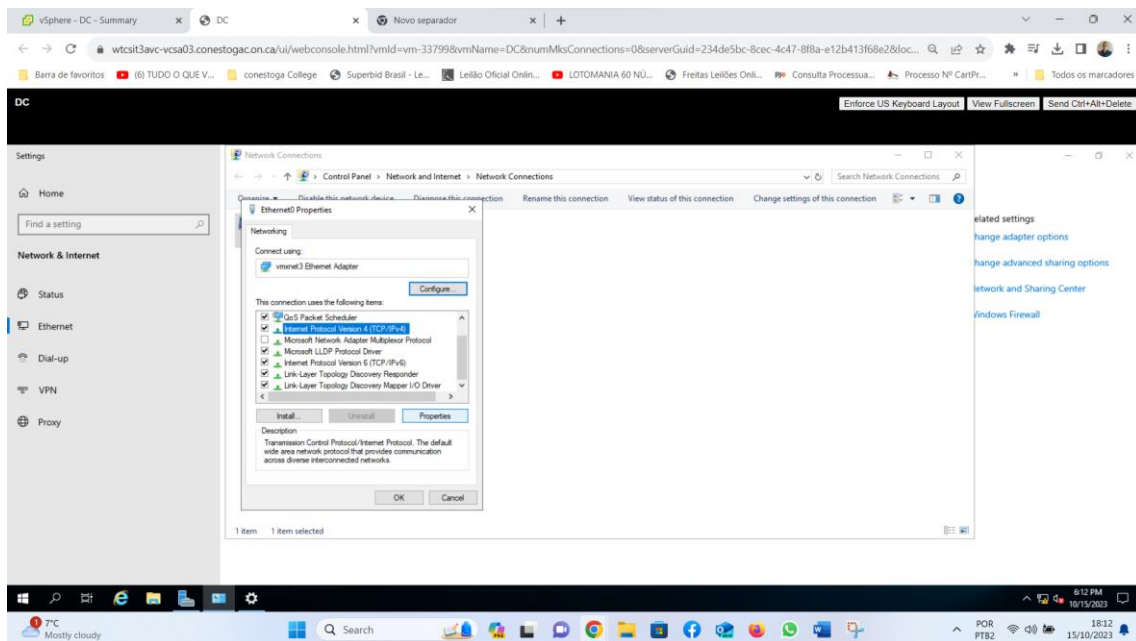 vSphere - DC - Summary
DC
Novo separador
wtcsit3avc-vcsa03.conestogac.on.ca/ui/webconsole.html?vmId=vm-33799&vmName=DC&numMksConnections=0&serverGuid=234de5bc-8cec-4c47-8f8a-e12b413f68e2&loc...
Barra de favoritos
(6) TUDO O QUE V...
conestoga College
Superbid Brasil - Le...
Leilão Oficial Onlin...
LOTOMANIA 60 NÚ...
Freitas Leilões Onli...
Consulta Processua...
Processo Nº CartPr...
»
Todos os marcadores
DC
Enforce US Keyboard Layout
View Fullscreen
Send Ctrl+Alt+Delete
Settings
Home
Find a setting
Network & Internet
Status
Ethernet
Dial-up
VPN
Proxy
Network Connections
Control Panel > Network and Internet > Network Connections
Search Network Connections
Organize
Disable this network device
Diagnose this connection
Rename this connection
View status of this connection
Change settings of this connection
Ethernet0 Properties
Networking
Connect using:
vmxnet3 Ethernet Adapter
Configure...
This connection uses the following items:
QoS Packet Scheduler
Internet Protocol Version 4 (TCP/IPv4)
Microsoft Network Adapter Multiplexor Protocol
Microsoft LLDP Protocol Driver
Internet Protocol Version 6 (TCP/IPv6)
Link-Layer Topology Discovery Responder
Link-Layer Topology Discovery Mapper I/O Driver
Install...
Uninstall
Properties
Description
Transmission Control Protocol/Internet Protocol. The default
wide area network protocol that provides communication
across diverse interconnected networks.
OK
Cancel
1 item
1 item selected
elated settings
hange adapter options
hange advanced sharing options
etwork and Sharing Center
Windows Firewall
6:12 PM
10/15/2023
1
7°C
Mostly cloudy
Search
POR
PTB2
18:12
15/10/2023